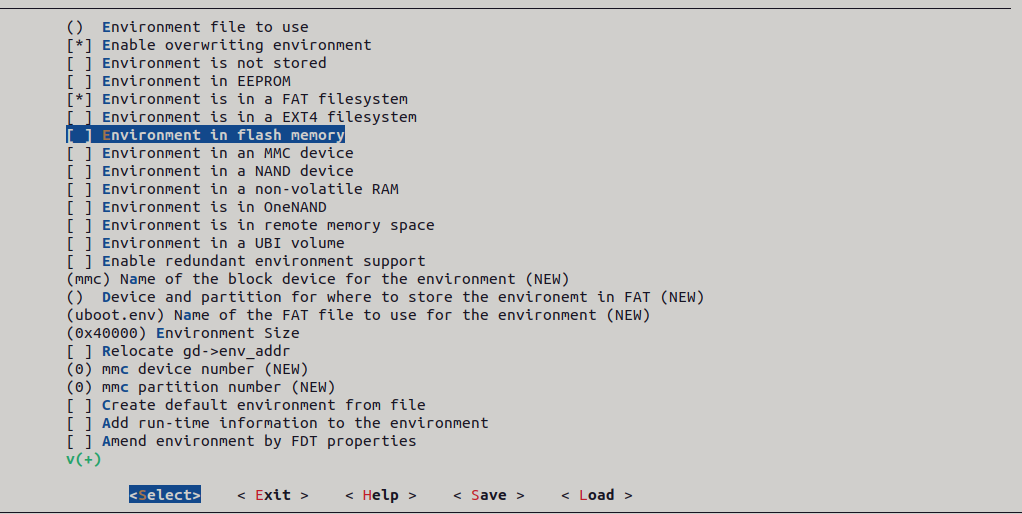 ()  Environment file to use
[*] Enable overwriting environment
[ ] Environment is not stored
[ ] Environment in EEPROM
[*] Environment is in a FAT filesystem
[ ] Environment is in a EXT4 filesystem
[ ] Environment in flash memory
[ ] Environment in an MMC device
[ ] Environment in a NAND device
[ ] Environment in a non-volatile RAM
[ ] Environment is in OneNAND
[ ] Environment is in remote memory space
[ ] Environment in a UBI volume
[ ] Enable redundant environment support
(mmc) Name of the block device for the environment (NEW)
()  Device and partition for where to store the environemt in FAT (NEW)
(uboot.env) Name of the FAT file to use for the environment (NEW)
(0x40000) Environment Size
[ ] Relocate gd->env_addr
(0) mmc device number (NEW)
(0) mmc partition number (NEW)
[ ] Create default environment from file
[ ] Add run-time information to the environment
[ ] Amend environment by FDT properties
v(+)
<Select>    < Exit >    < Help >    < Save >    < Load >